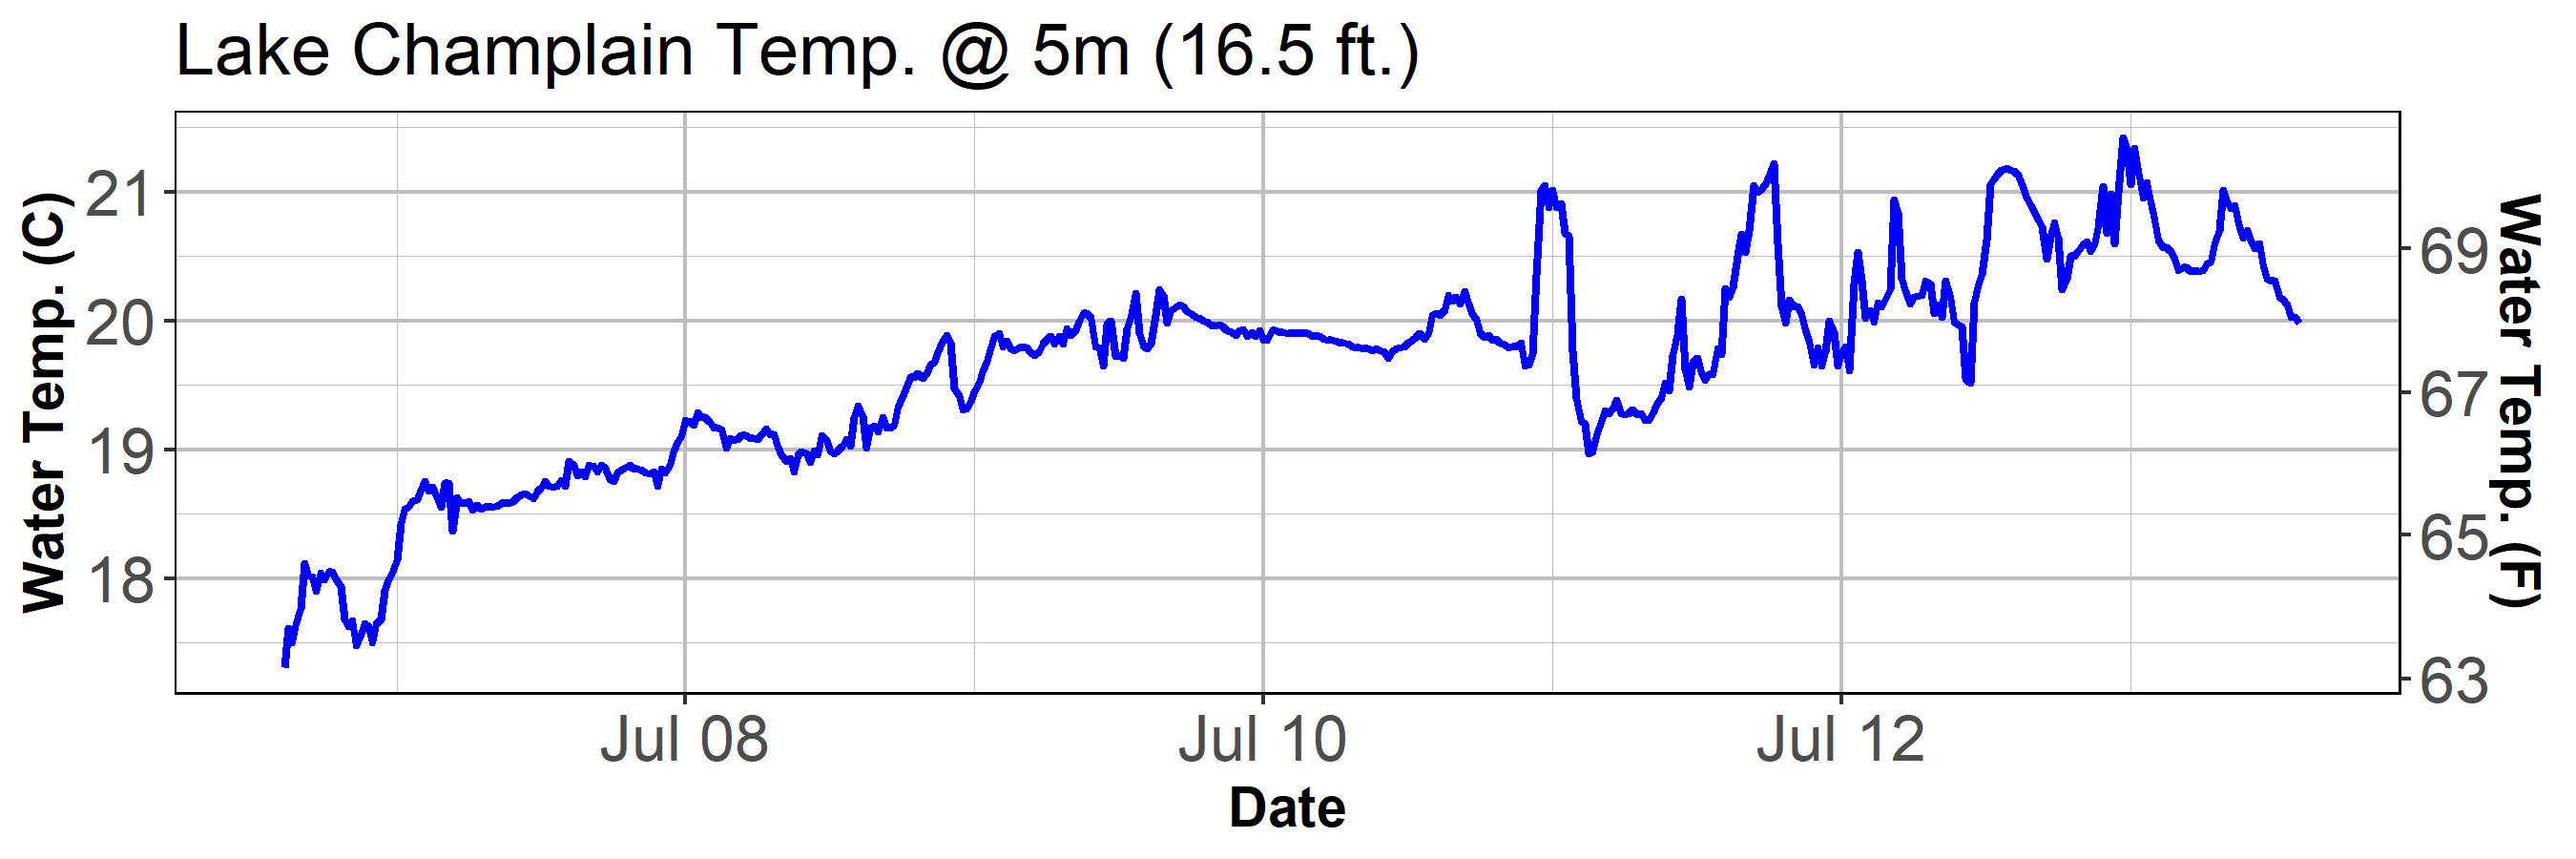 Lake Champlain Temp. @ 5m (16.5 ft.)
Water Temp. (C)
21
20
19
18
69
67
65
63
Water Temp. (F)
Jul 08 Jul 10 Jul 12
Date